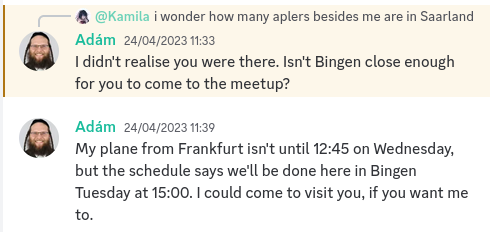 @Kamila i wonder how many aplers besides me are in Saarland
Adám 24/04/2023 11:33
I didn't realise you were there. Isn't Bingen close enough
for you to come to the meetup?
Adám 24/04/2023 11:39
My plane from Frankfurt isn't until 12:45 on Wednesday,
but the schedule says we'll be done here in Bingen
Tuesday at 15:00. I could come to visit you, if you want me
to.